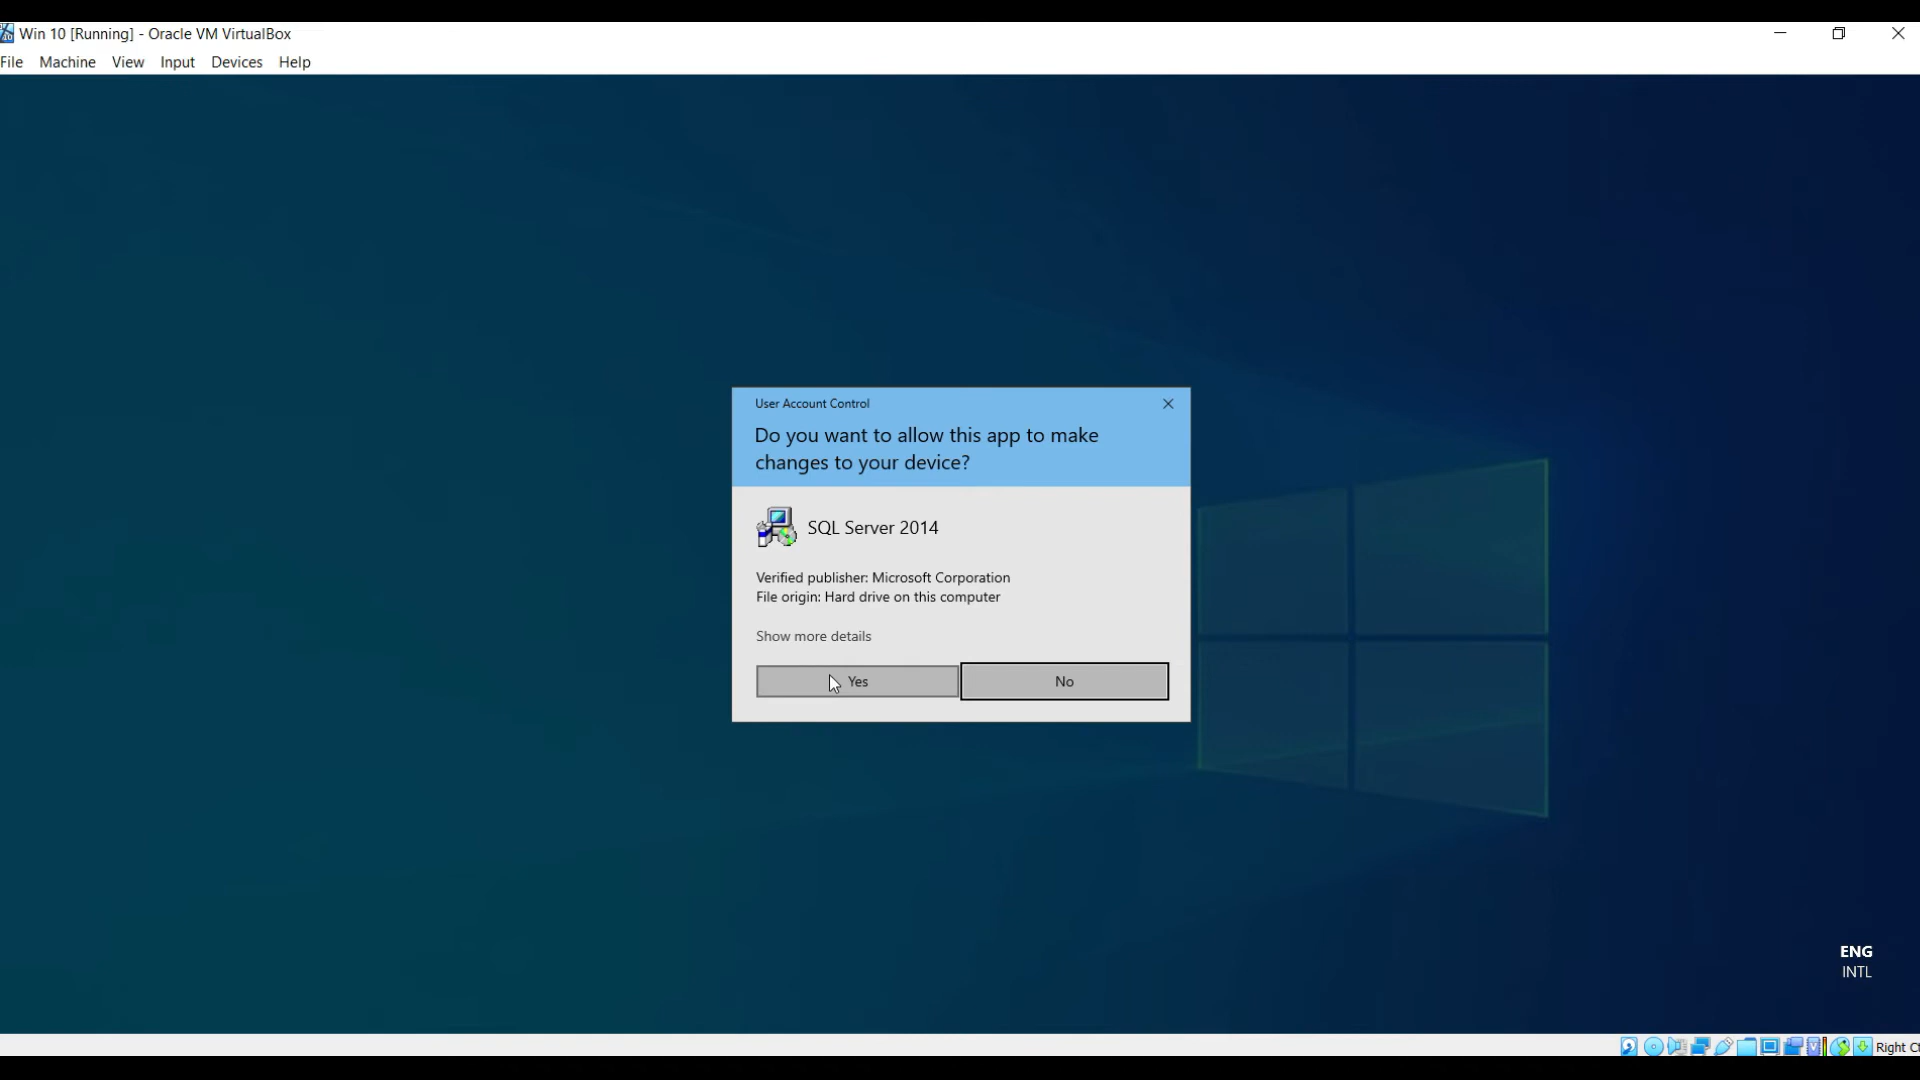 Win 10 [Running] - Oracle VM VirtualBox
File Machine View Input Devices Help
User Account Control
Do you want to allow this app to make
changes to your device?
SQL Server 2014
Verified publisher: Microsoft Corporation
File origin: Hard drive on this computer
Show more details
Yes No
ENG
INTL
Right